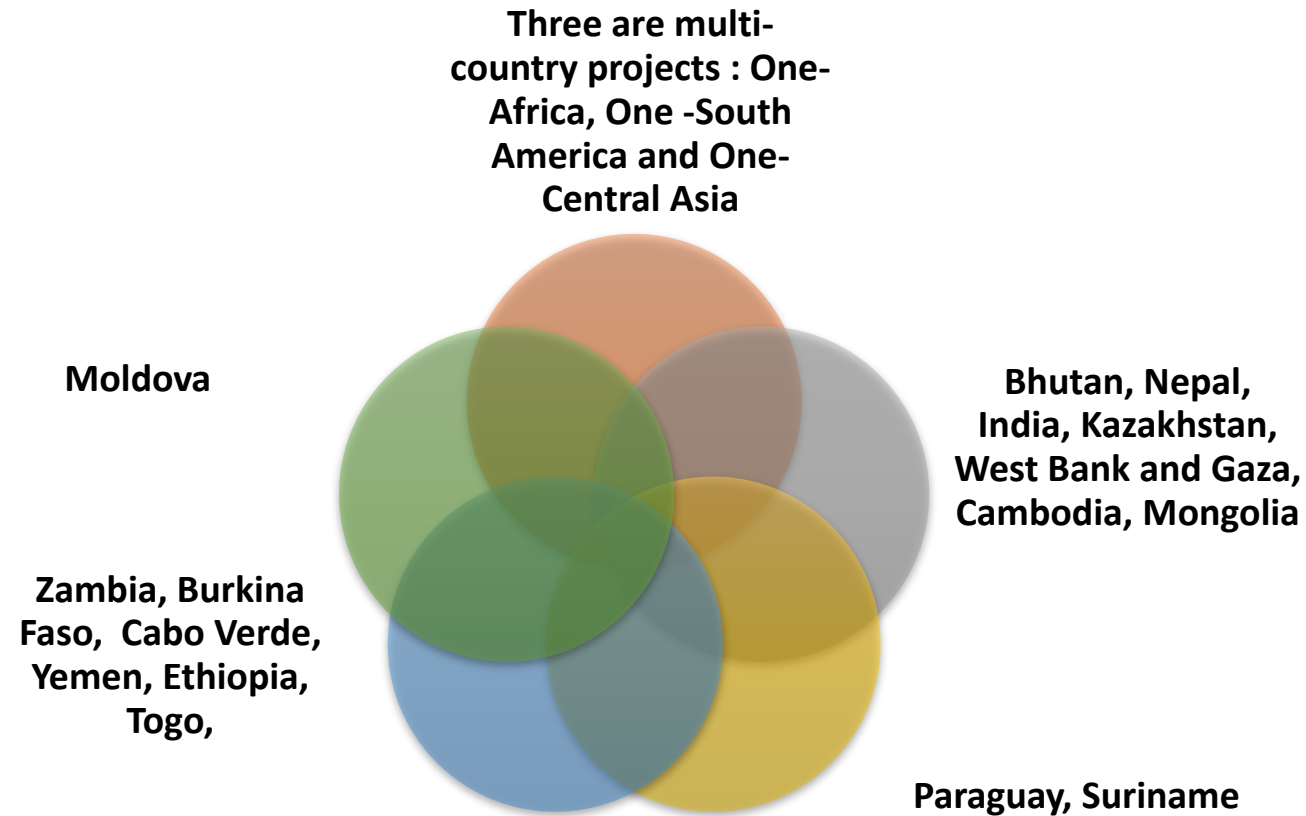 Three are multi-
country projects : One-
Africa, One -South
America and One-
Central Asia
Moldova
Bhutan, Nepal,
India, Kazakhstan,
West Bank and Gaza,
Cambodia, Mongolia
Zambia, Burkina
Faso,  Cabo Verde,
Yemen, Ethiopia,
Togo,
Paraguay, Suriname